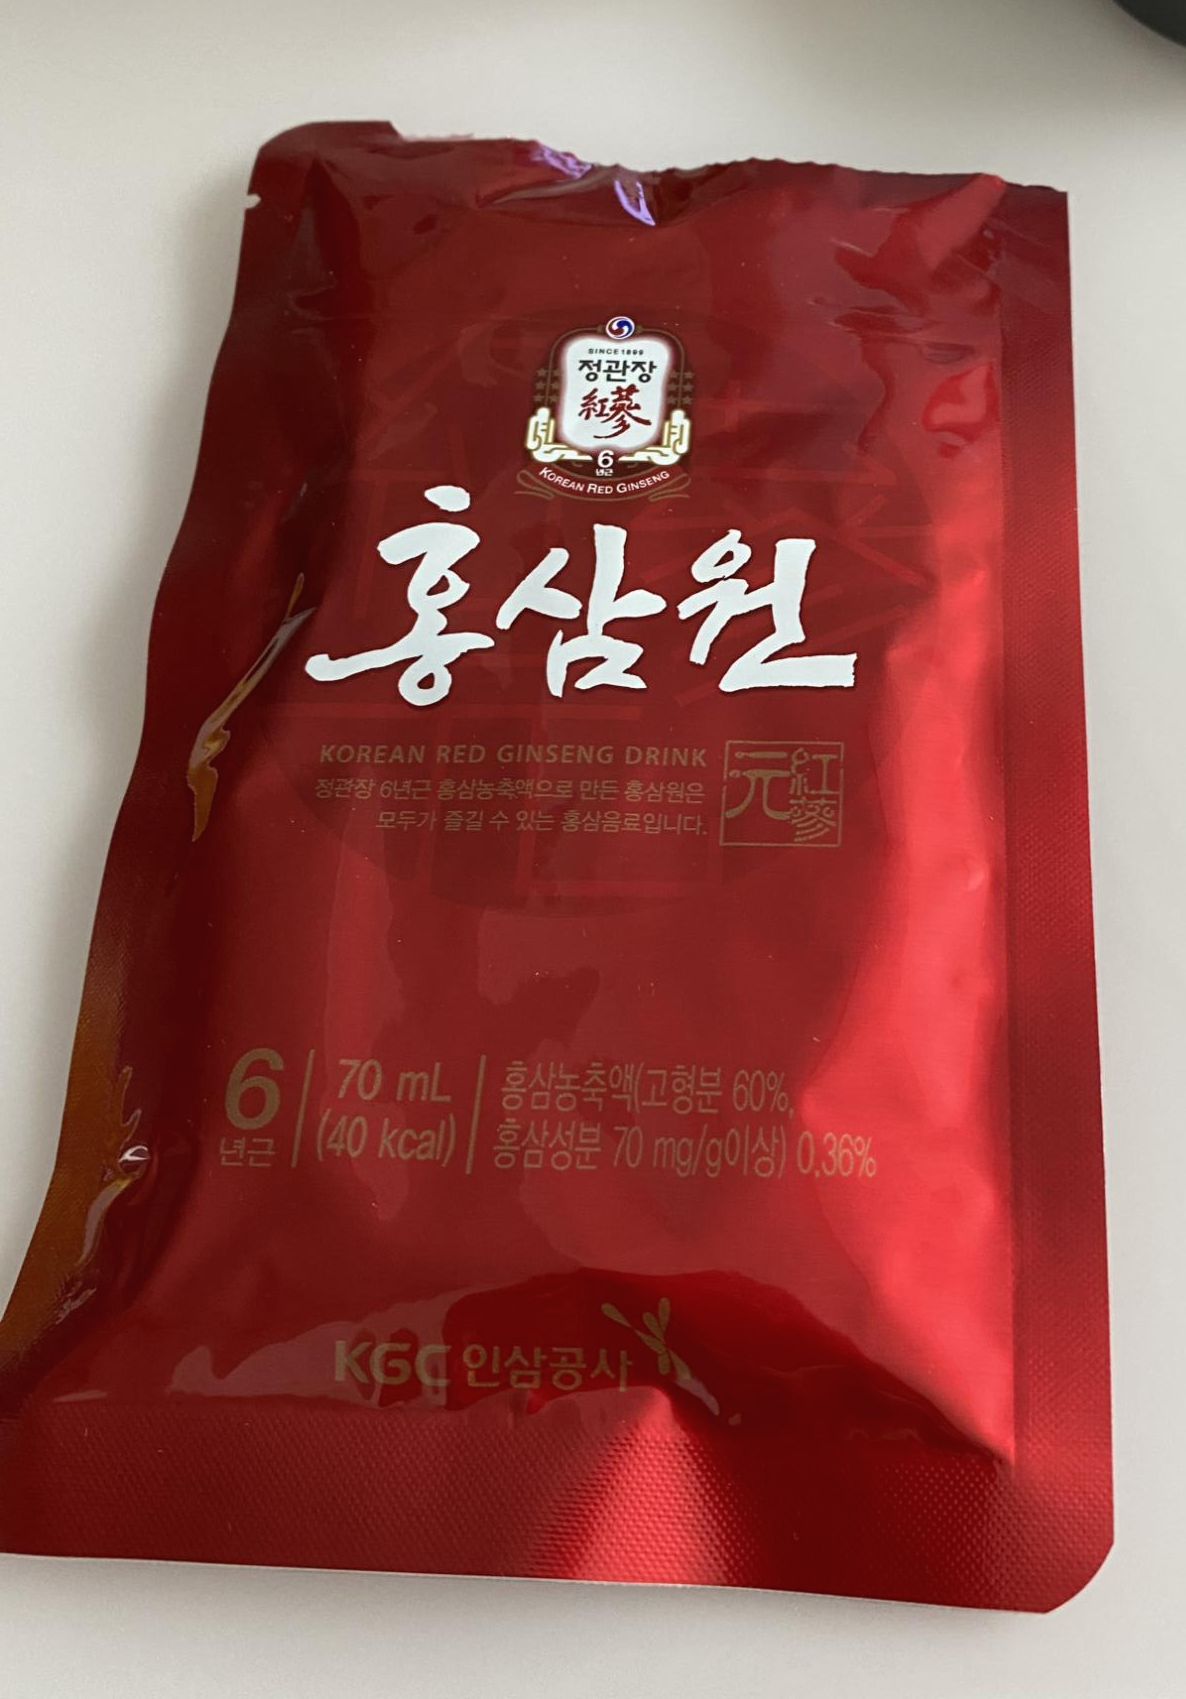 SINCE 1899
정관장
紅蔘
6
년근
KOREAN RED GINSENG
홍삼원
KOREAN RED GINSENG DRINK
정관장 6년근 홍삼농축액으로 만든 홍삼원은
모두가 즐길 수 있는 홍삼음료입니다.
紅蔘
元
6
년근
70 mL
(40 kcal)
홍삼농축액(고형분 60%,
홍삼성분 70 mg/g이상) 0.36%
KGC 인삼공사